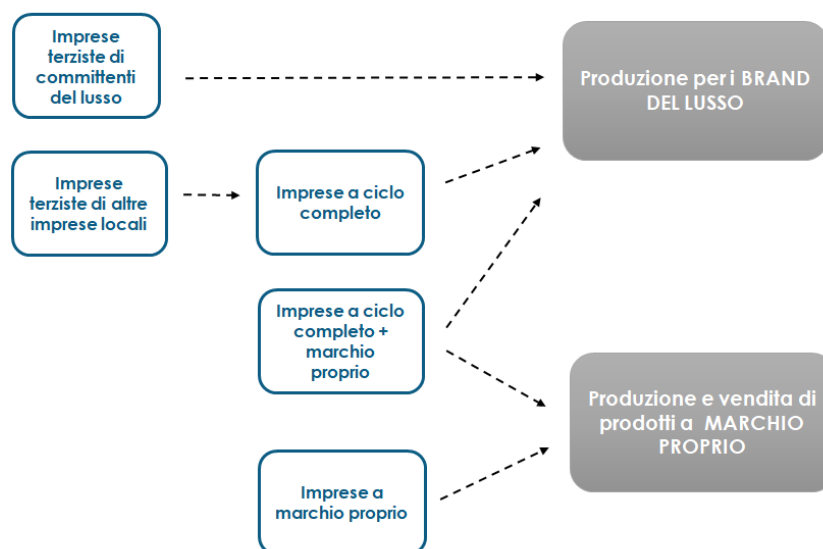 Imprese
terziste di
committenti
del lusso
Produzione per i BRAND
DEL LUSSO
Imprese
terziste di altre
imprese locali
Imprese a ciclo
completo
Imprese a ciclo
completo +
marchio
proprio
Produzione e vendita di
prodotti a MARCHIO
PROPRIO
Imprese a
marchio proprio